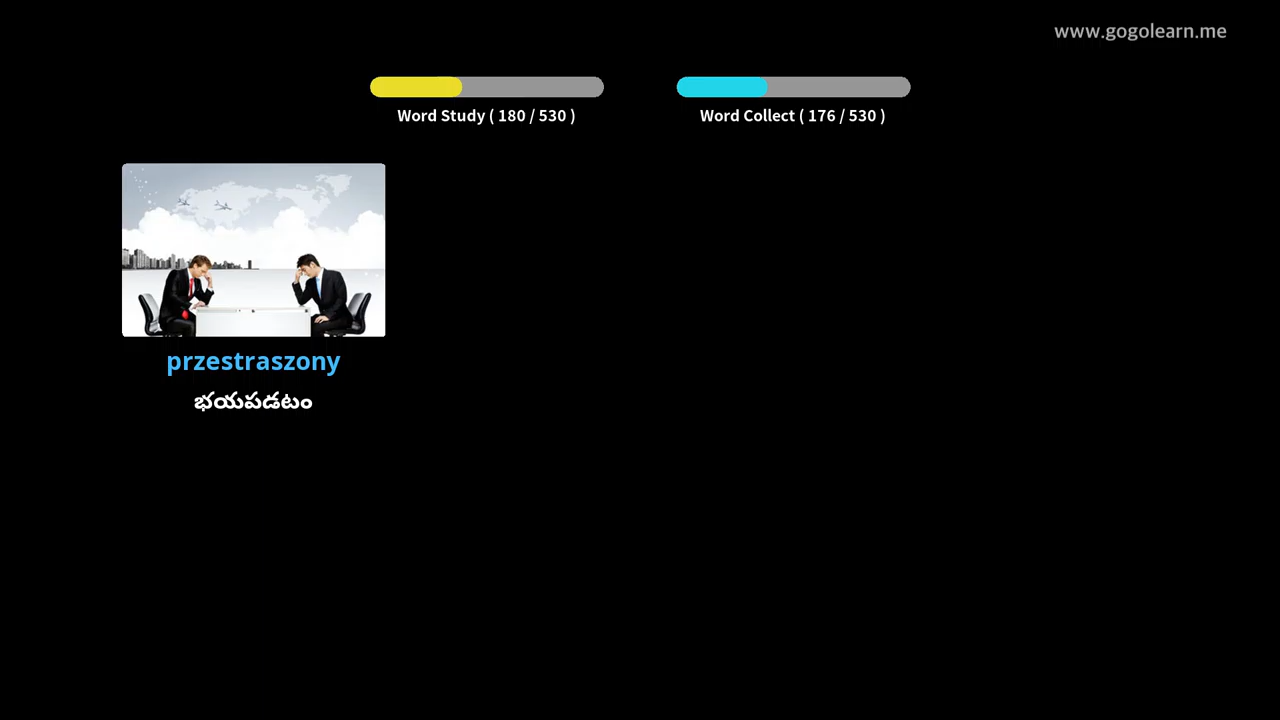 www.gogolearn.me
Word Study ( 180 / 530 )
Word Collect ( 176 / 530 )
przestraszony
భయపడటం